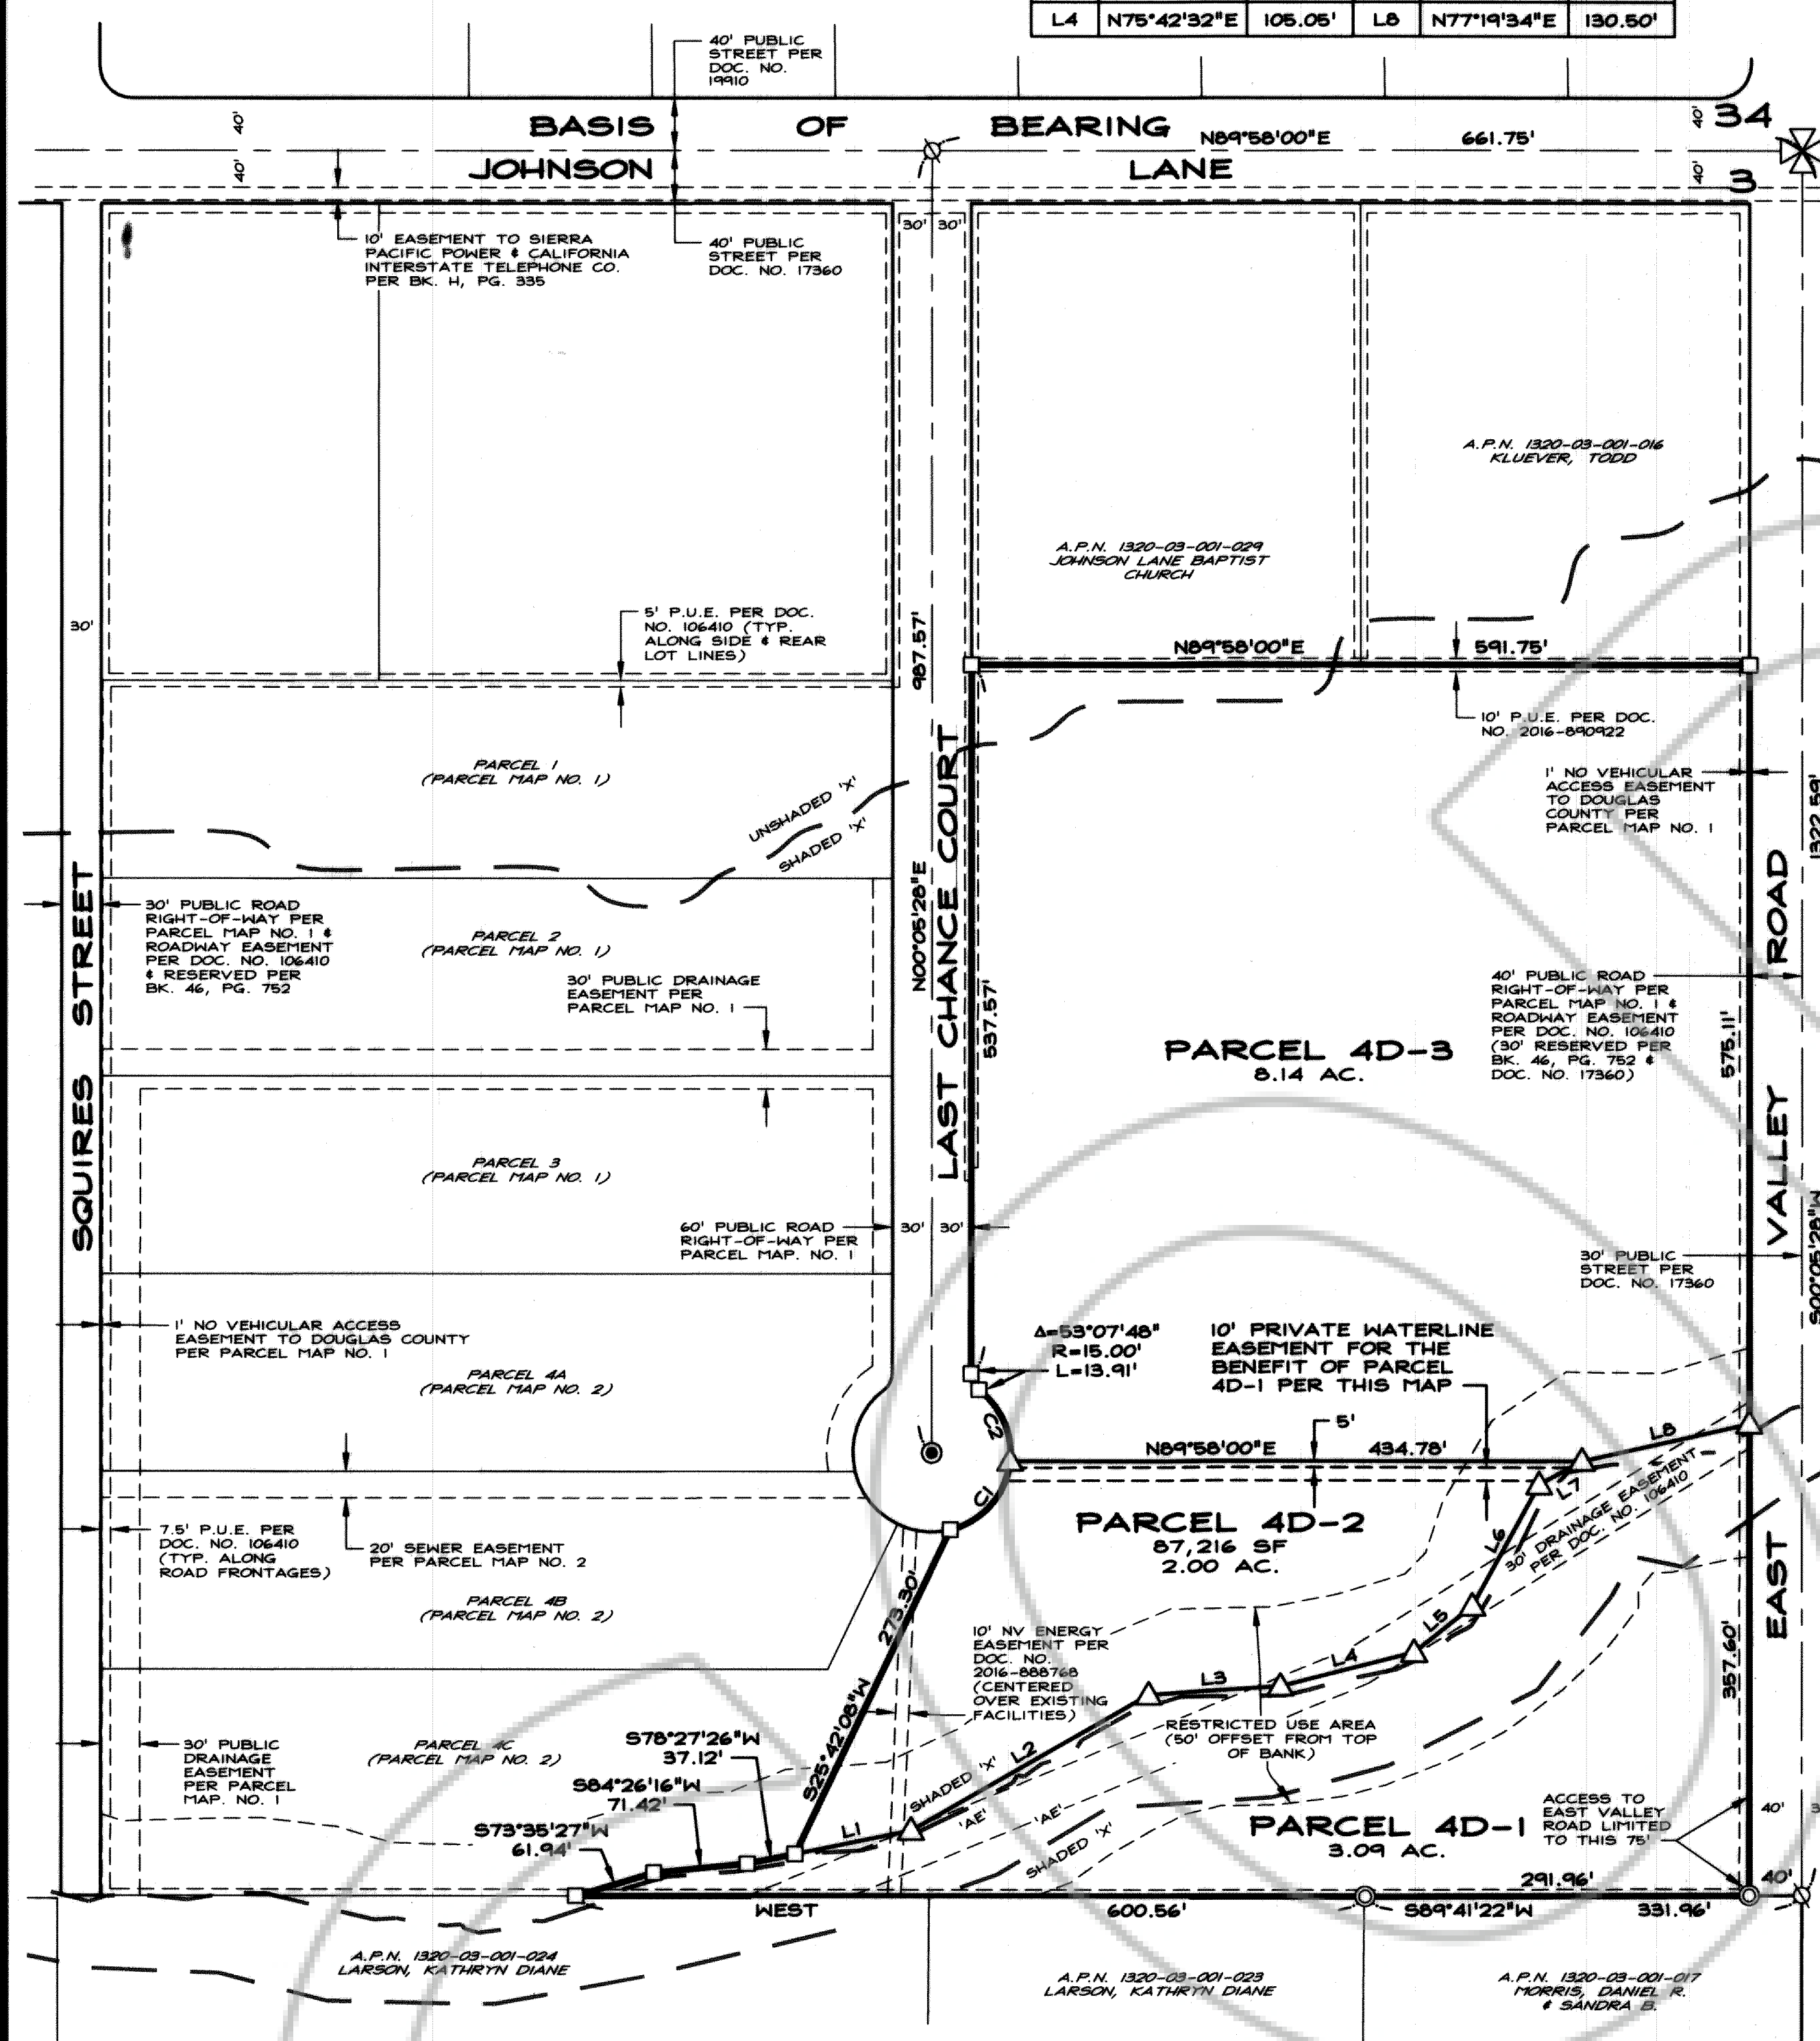 L4 N75°42'32"E 105.05' L8 N77°19'34"E 130.50'
40' PUBLIC
STREET PER
DOC. NO.
19910
40'
40'
BASIS OF BEARING
N89°58'00"E 661.75'
JOHNSON LANE
40'
40'
34
3
10' EASEMENT TO SIERRA
PACIFIC POWER & CALIFORNIA
INTERSTATE TELEPHONE CO.
PER BK. H, PG. 335
40' PUBLIC
STREET PER
DOC. NO. 17360
30' 30'
A.P.N. 1320-03-001-016
KLUEVER, TODD
A.P.N. 1320-03-001-029
JOHNSON LANE BAPTIST
CHURCH
30'
5' P.U.E. PER DOC.
NO. 106410 (TYP.
ALONG SIDE & REAR
LOT LINES)
987.57'
N89°58'00"E 591.75'
10' P.U.E. PER DOC.
NO. 2016-890922
PARCEL 1
(PARCEL MAP NO. 1)
UNSHADED 'X'
SHADED 'X'
1' NO VEHICULAR
ACCESS EASEMENT
TO DOUGLAS
COUNTY PER
PARCEL MAP NO. 1
1322.59'
SQUIRES STREET
30' PUBLIC ROAD
RIGHT-OF-WAY PER
PARCEL MAP NO. 1 &
ROADWAY EASEMENT
PER DOC. NO. 106410
& RESERVED PER
BK. 46, PG. 752
PARCEL 2
(PARCEL MAP NO. 1)
30' PUBLIC DRAINAGE
EASEMENT PER
PARCEL MAP NO. 1
N00°05'28"E
LAST CHANCE COURT
537.57'
PARCEL 4D-3
8.14 AC.
40' PUBLIC ROAD
RIGHT-OF-WAY PER
PARCEL MAP NO. 1 &
ROADWAY EASEMENT
PER DOC. NO. 106410
(30' RESERVED PER
BK. 46, PG. 752 &
DOC. NO. 17360)
575.11'
EAST VALLEY ROAD
S00°05'28"W
PARCEL 3
(PARCEL MAP NO. 1)
60' PUBLIC ROAD
RIGHT-OF-WAY PER
PARCEL MAP. NO. 1
30' 30'
30' PUBLIC
STREET PER
DOC. NO. 17360
1' NO VEHICULAR ACCESS
EASEMENT TO DOUGLAS COUNTY
PER PARCEL MAP NO. 1
PARCEL 4A
(PARCEL MAP NO. 2)
Δ=53°07'48"
R=15.00'
L=13.91'
10' PRIVATE WATERLINE
EASEMENT FOR THE
BENEFIT OF PARCEL
4D-1 PER THIS MAP
5'
C2
N89°58'00"E 434.78'
L8
C1
L7
30' DRAINAGE EASEMENT
PER DOC. NO. 106410
PARCEL 4D-2
87,216 SF
2.00 AC.
L6
7.5' P.U.E. PER
DOC. NO. 106410
(TYP. ALONG
ROAD FRONTAGES)
20' SEWER EASEMENT
PER PARCEL MAP NO. 2
PARCEL 4B
(PARCEL MAP NO. 2)
273.30'
S25°42'08"W
10' NV ENERGY
EASEMENT PER
DOC. NO.
2016-888768
(CENTERED
OVER EXISTING
FACILITIES)
L5
L4
L3
357.60'
RESTRICTED USE AREA
(50' OFFSET FROM TOP
OF BANK)
30' PUBLIC
DRAINAGE
EASEMENT
PER PARCEL
MAP. NO. 1
PARCEL 4C
(PARCEL MAP NO. 2)
S78°27'26"W
37.12'
S84°26'16"W
71.42'
S73°35'27"W
61.94'
L1
L2
SHADED 'X'
'AE'
'AE'
SHADED 'X'
PARCEL 4D-1
3.09 AC.
ACCESS TO
EAST VALLEY
ROAD LIMITED
TO THIS 75'
40'
291.96'
40'
WEST 600.56' S89°41'22"W 331.96'
A.P.N. 1320-03-001-024
LARSON, KATHRYN DIANE
A.P.N. 1320-03-001-023
LARSON, KATHRYN DIANE
A.P.N. 1320-03-001-017
MORRIS, DANIEL R.
& SANDRA B.